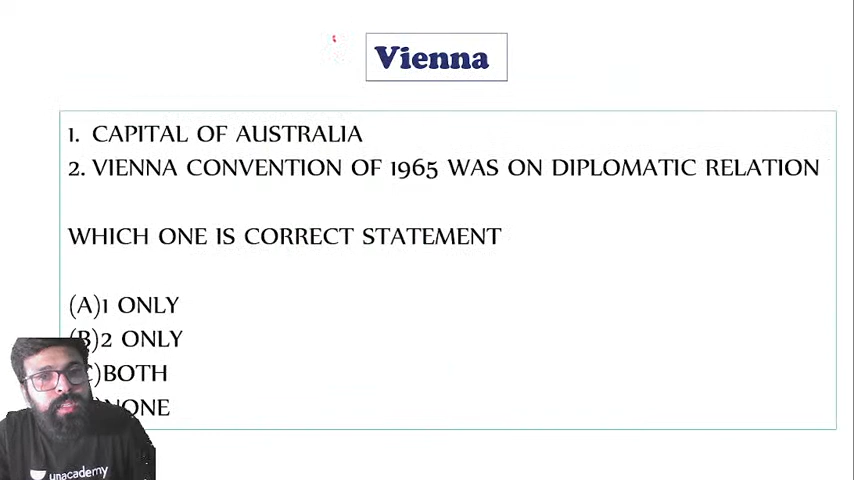 Vienna
1. CAPITAL OF AUSTRALIA
2. VIENNA CONVENTION OF 1965 WAS ON DIPLOMATIC RELATION
WHICH ONE IS CORRECT STATEMENT
(A)1 ONLY
(B)2 ONLY
C)BOTH
NONE
unacademy